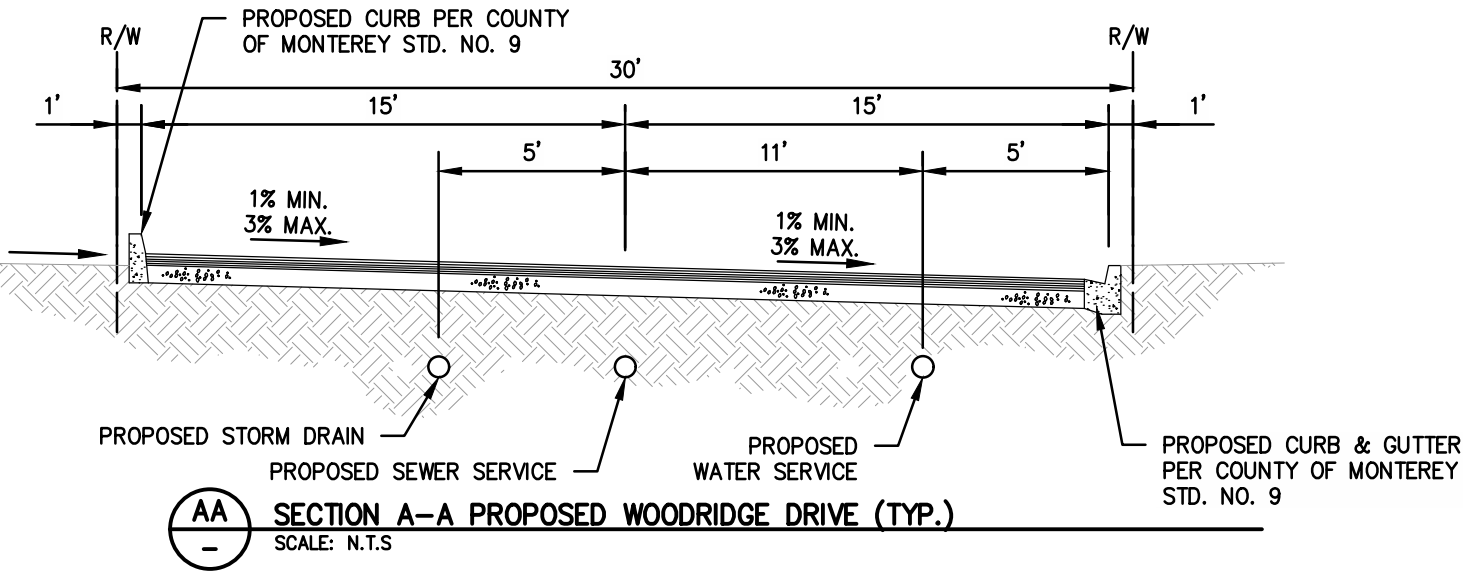 PROPOSED CURB PER COUNTY
OF MONTEREY STD. NO. 9
R/W
R/W
30'
1'
15'
15'
1'
5'
11'
5'
1% MIN.
3% MAX.
1% MIN.
3% MAX.
PROPOSED STORM DRAIN
PROPOSED SEWER SERVICE
PROPOSED
WATER SERVICE
PROPOSED CURB & GUTTER
PER COUNTY OF MONTEREY
STD. NO. 9
AA
-
SECTION A-A PROPOSED WOODRIDGE DRIVE (TYP.)
SCALE: N.T.S